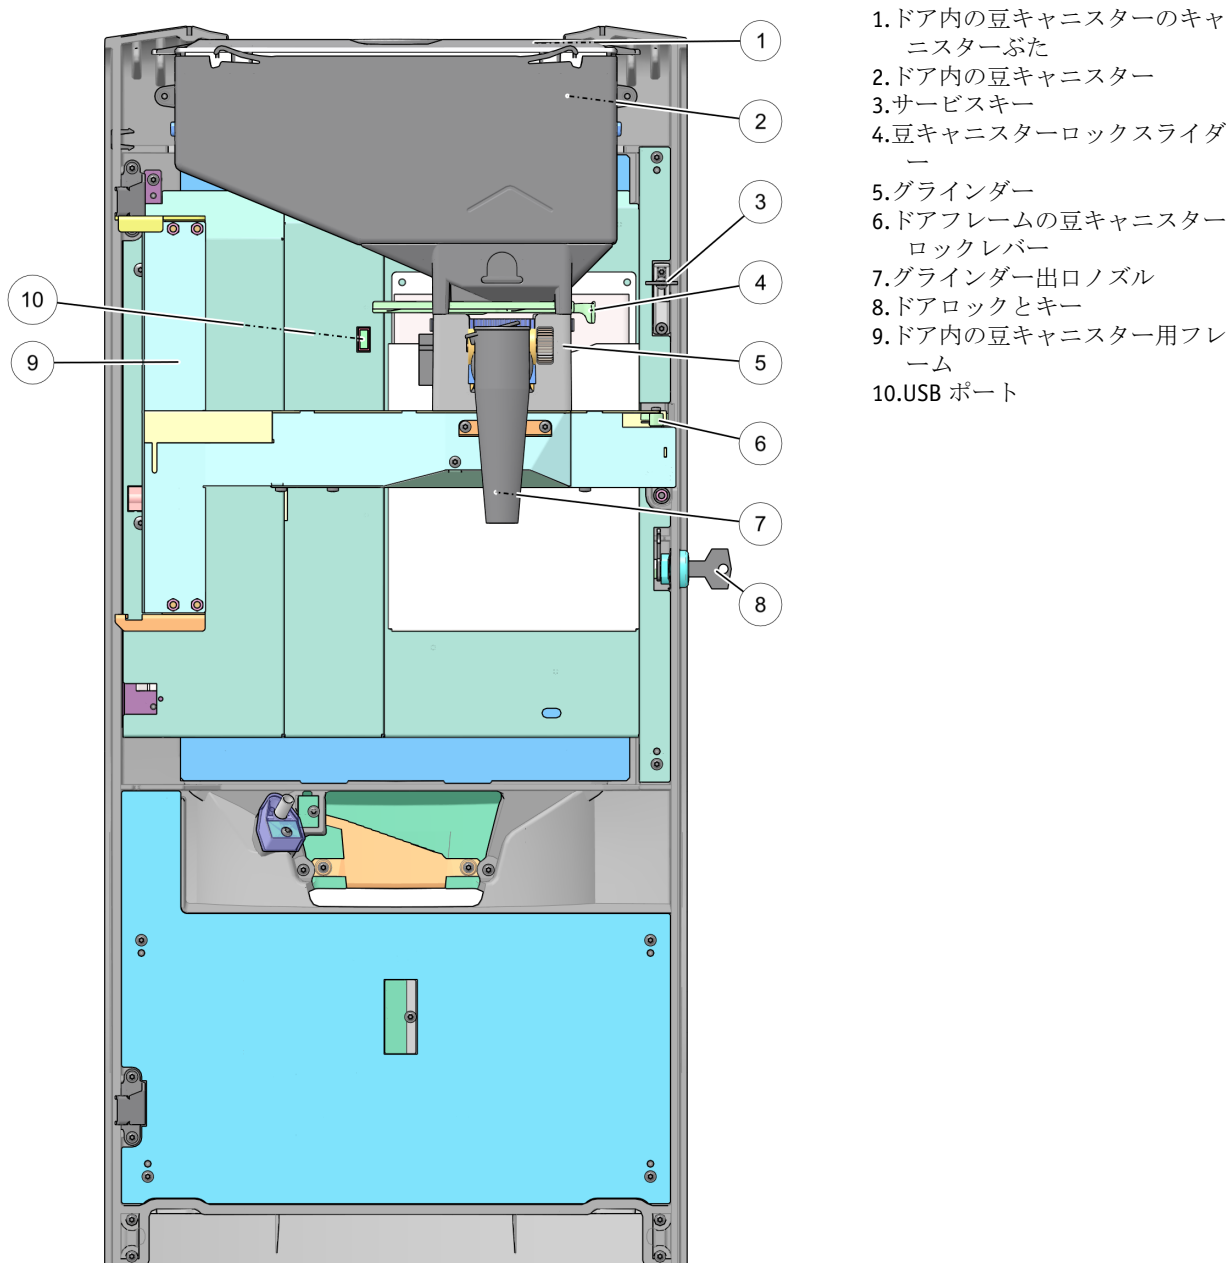 1.ドア内の豆キャニスターのキャ
ニスターぶた
2.ドア内の豆キャニスター
3.サービスキー
4.豆キャニスターロックスライダ
ー
5.グラインダー
6.ドアフレームの豆キャニスター
ロックレバー
7.グラインダー出口ノズル
8.ドアロックとキー
9.ドア内の豆キャニスター用フレ
ーム
10.USB ポート
1
2
3
4
5
6
7
8
10
9